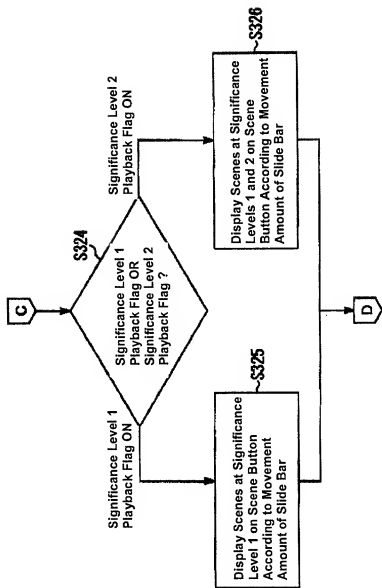 C
S324
Significance Level 1
Playback Flag OR
Significance Level 2
Playback Flag ?
Significance Level 1
Playback Flag ON
Significance Level 2
Playback Flag ON
S325
Display Scenes at Significance
Level 1 on Scene Button
According to Movement
Amount of Slide Bar
S326
Display Scenes at Significance
Levels 1 and 2 on Scene
Button According to Movement
Amount of Slide Bar
D